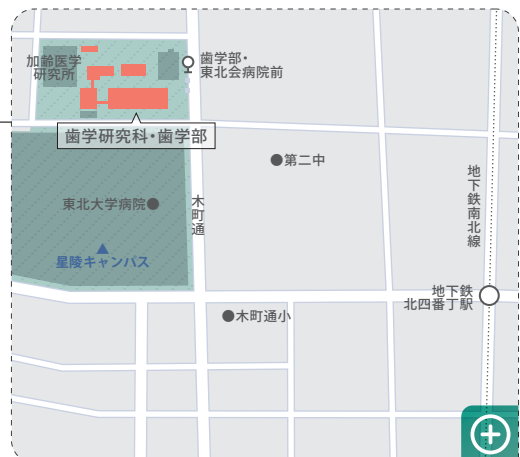 加齢医学
研究所
歯学部・
東北会病院前
歯学研究科・歯学部
●第二中
地下鉄南北線
東北大学病院●
木町通
▲
星陵キャンパス
地下鉄
北四番丁駅
●木町通小